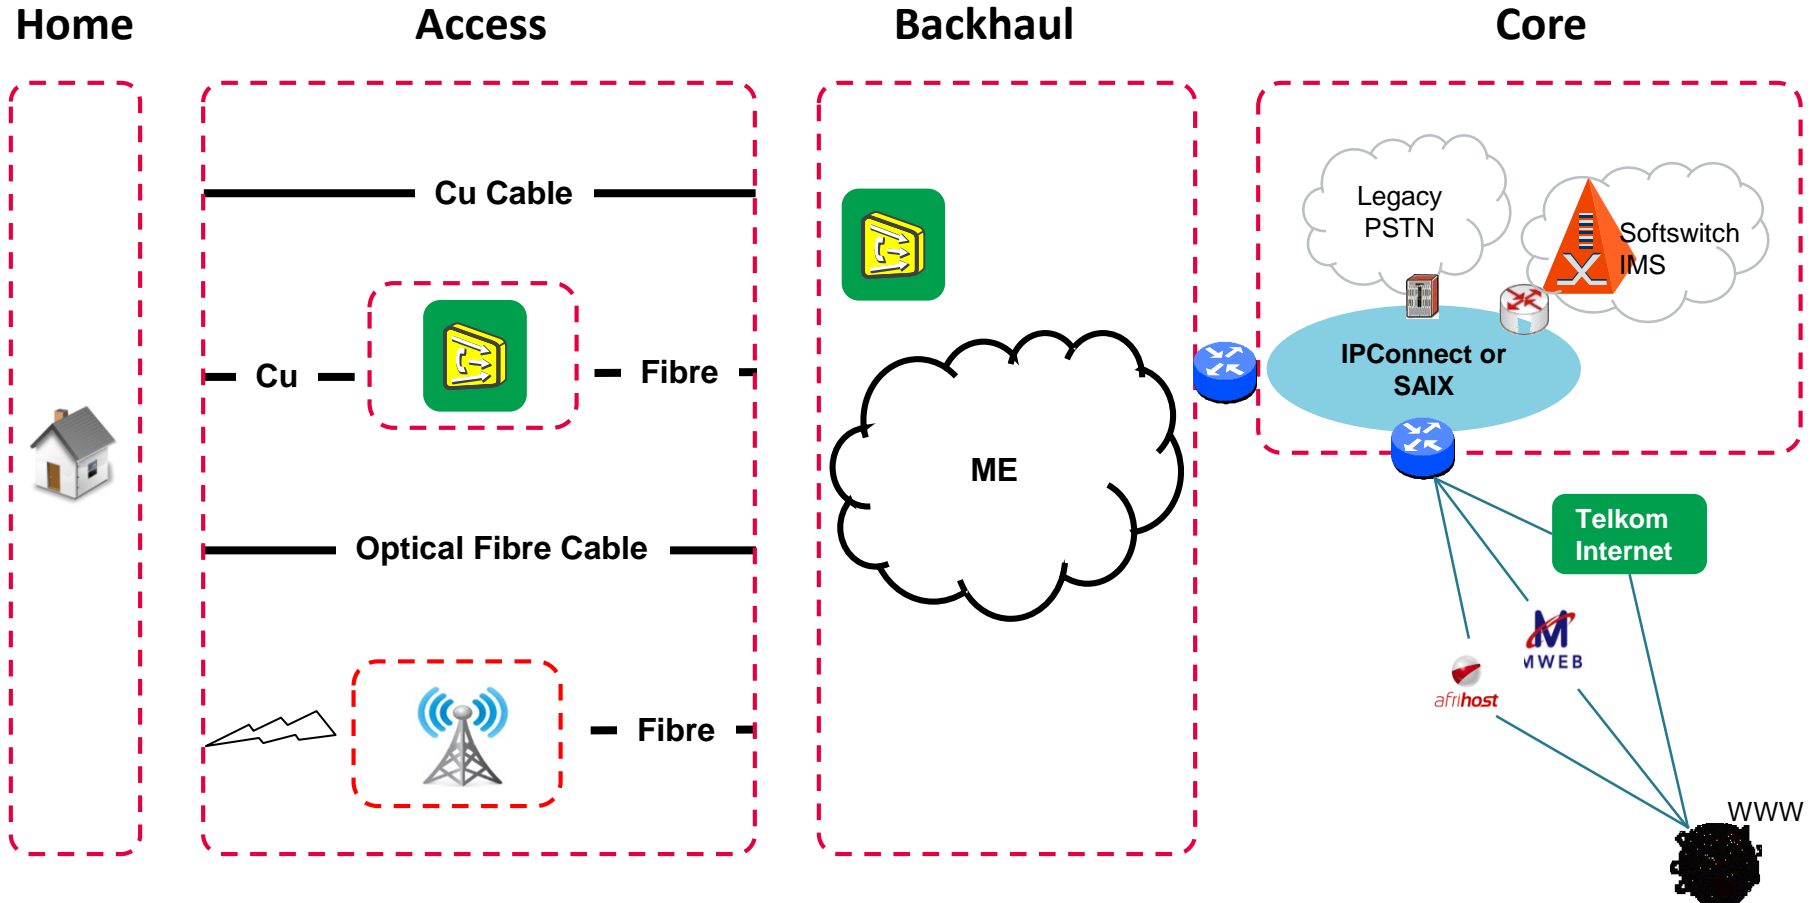 Home
Access
Backhaul
Core
Cu Cable
Legacy
PSTN
Softswitch
IMS
Cu
Fibre
IPConnect or
SAIX
ME
Optical Fibre Cable
Telkom
Internet
MWEB
afrihost
Fibre
WWW